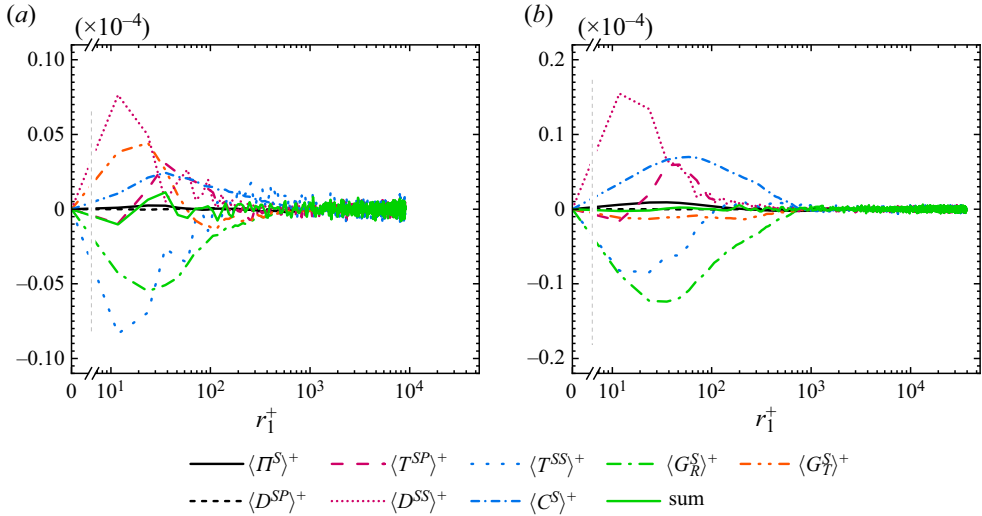 (a) (b)
(×10⁻⁴) (×10⁻⁴)
0.10 0.2
0.05 0.1
0 0
−0.05 −0.1
−0.10 −0.2
0 10¹ 10² 10³ 10⁴ 0 10¹ 10² 10³ 10⁴
r₁⁺ r₁⁺
⟨Π^S⟩⁺ ⟨T^SP⟩⁺ ⟨T^SS⟩⁺ ⟨G_R^S⟩⁺ ⟨G_T^S⟩⁺
⟨D^SP⟩⁺ ⟨D^SS⟩⁺ ⟨C^S⟩⁺ sum